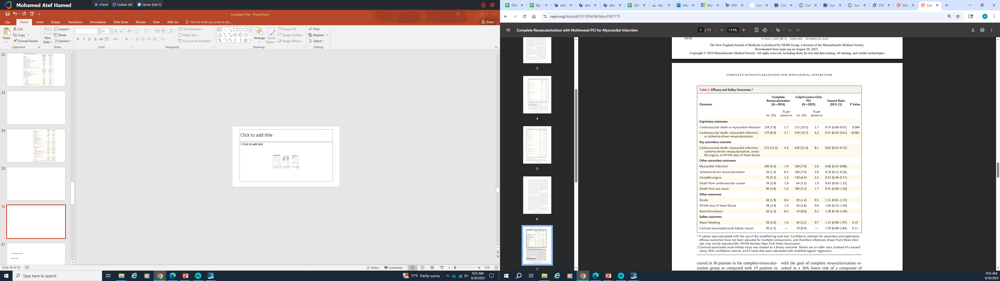 Mohamed Atef Hamed
eTenet
Outlook 365
Cerner (Hub 5)
Complete Trial - PowerPoint
File
Home
Insert
Design
Transitions
Animations
Slide Show
Review
View
Add-ins
Tell me what you want to do...
Share
Paste
Cut
Copy
Format Painter
Clipboard
New Slide
Layout
Reset
Section
Slides
28
Font
Text Direction
Align Text
Convert to SmartArt
Paragraph
Arrange
Quick Styles
Shape Fill
Shape Outline
Shape Effects
Drawing
Find
Replace
Select
Editing
32
33
34
35
36
37
• What was next?
More trials
Click to add title
• Click to add text
Slide 36 of 50
Notes
Comments
33%
Type here to search
77°F Partly sunny
9:55 AM
8/20/2025
nejm.org/doi/pdf/10.1056/NEJMoa1907775
Complete Revascularization with Multivessel PCI for Myocardial Infarction
7 / 11
117%
3
4
5
6
7
1416
N ENGL J MED 381;15 NEJM.ORG OCTOBER 10, 2019
The New England Journal of Medicine is produced by NEJM Group, a division of the Massachusetts Medical Society.
Downloaded from nejm.org on August 20, 2025.
Copyright © 2019 Massachusetts Medical Society. All rights reserved, including those for text and data mining, AI training, and similar technologies.
COMPLETE REVASCULARIZATION FOR MYOCARDIAL INFARCTION
Table 3. Efficacy and Safety Outcomes.*
Outcome
Complete Revascularization (N=2016)
Culprit-Lesion-Only PCI (N=2025)
Hazard Ratio (95% CI)
P Value
no. (%) % per person-yr no. (%) % per person-yr
Coprimary outcomes
Cardiovascular death or myocardial infarction 158 (7.8) 2.7 213 (10.5) 3.7 0.74 (0.60–0.91) 0.004
Cardiovascular death, myocardial infarction, 179 (8.9) 3.1 339 (16.7) 6.2 0.51 (0.43–0.61) <0.001
or ischemia-driven revascularization
Key secondary outcome
Cardiovascular death, myocardial infarction, 272 (13.5) 4.9 426 (21.0) 8.1 0.62 (0.53–0.72)
ischemia-driven revascularization, unsta-
ble angina, or NYHA class IV heart failure
Other secondary outcomes
Myocardial infarction 109 (5.4) 1.9 160 (7.9) 2.8 0.68 (0.53–0.86)
Ischemia-driven revascularization 29 (1.4) 0.5 160 (7.9) 2.8 0.18 (0.12–0.26)
Unstable angina 70 (3.5) 1.2 130 (6.4) 2.2 0.53 (0.40–0.71)
Death from cardiovascular causes 59 (2.9) 1.0 64 (3.2) 1.0 0.93 (0.65–1.32)
Death from any cause 96 (4.8) 1.6 106 (5.2) 1.7 0.91 (0.69–1.20)
Other outcomes
Stroke 38 (1.9) 0.6 29 (1.4) 0.5 1.31 (0.81–2.13)
NYHA class IV heart failure 58 (2.9) 1.0 56 (2.8) 0.9 1.04 (0.72–1.50)
Stent thrombosis 26 (1.3) 0.4 19 (0.9) 0.3 1.38 (0.76–2.49)
Safety outcomes
Major bleeding 58 (2.9) 1.0 44 (2.2) 0.7 1.33 (0.90–1.97) 0.15
Contrast-associated acute kidney injury† 30 (1.5) — 19 (0.9) — 1.59 (0.89–2.84) 0.11
* P values were calculated with the use of the stratified log-rank test. Confidence intervals for secondary and exploratory
efficacy outcomes have not been adjusted for multiple comparisons, and therefore inferences drawn from these inter-
vals may not be reproducible. NYHA denotes New York Heart Association.
† Contrast-associated acute kidney injury was treated as a binary outcome. Shown are an odds ratio (instead of a hazard
ratio), 95% confidence interval, and P value that were calculated with stratified logistic regression.
curred in 30 patients in the complete-revascular-
ization group as compared with 19 patients in
with the goal of complete revascularization re-
sulted in a 26% lower risk of a composite of
9:55 AM
8/20/2025